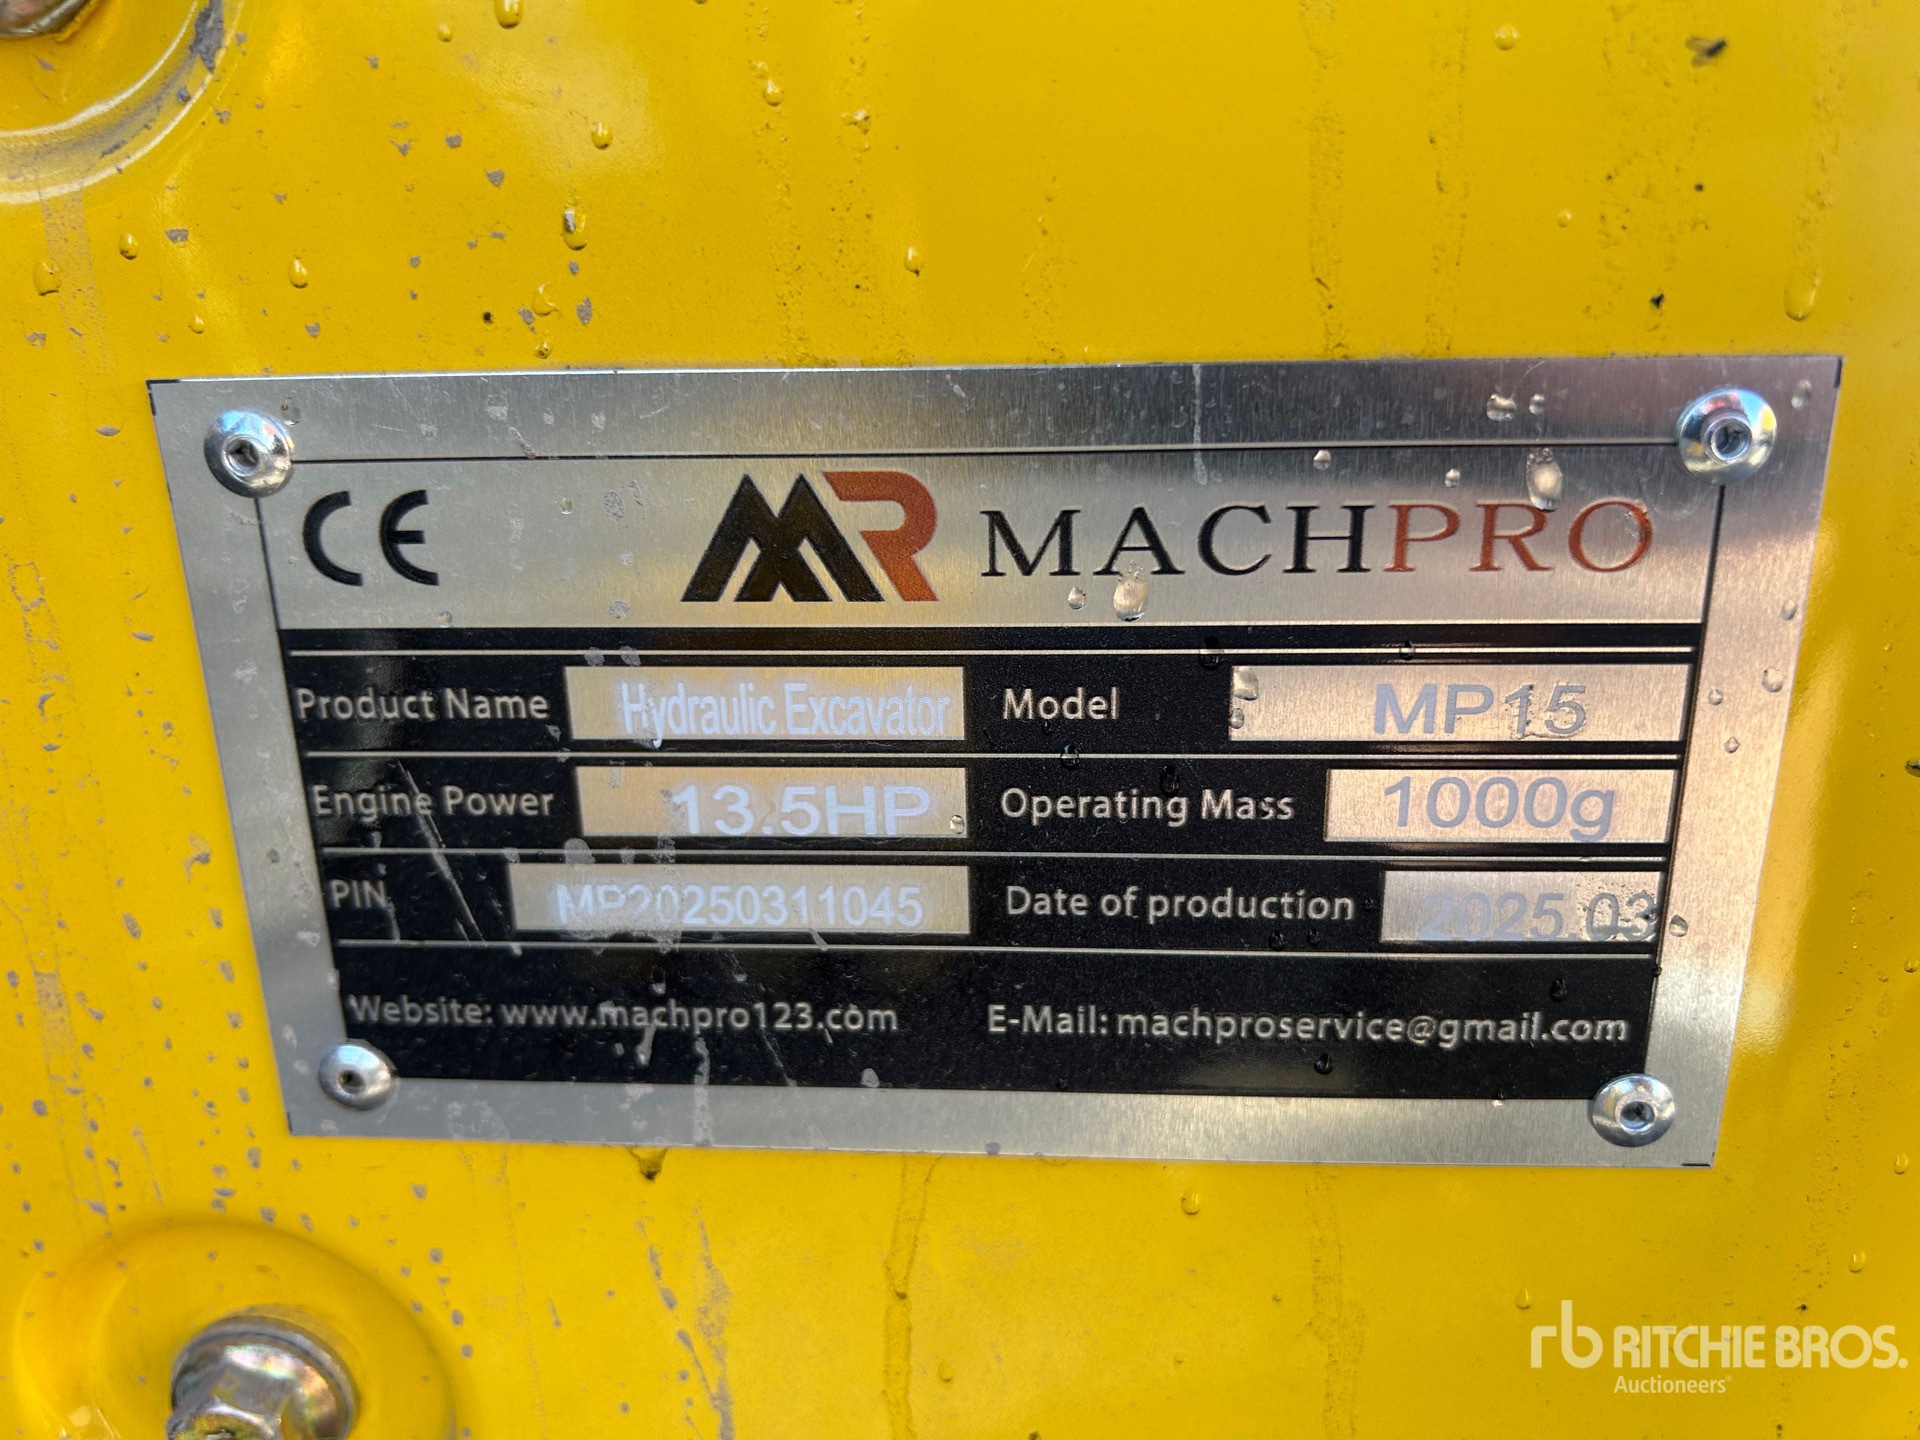 CE MR MACHPRO
Product Name Hydraulic Excavator Model MP15
Engine Power 13.5HP Operating Mass 1000g
PIN MP20250311045 Date of production 2025.03
Website: www.machpro123.com E-Mail: machproservice@gmail.com
rb RITCHIE BROS.
Auctioneers